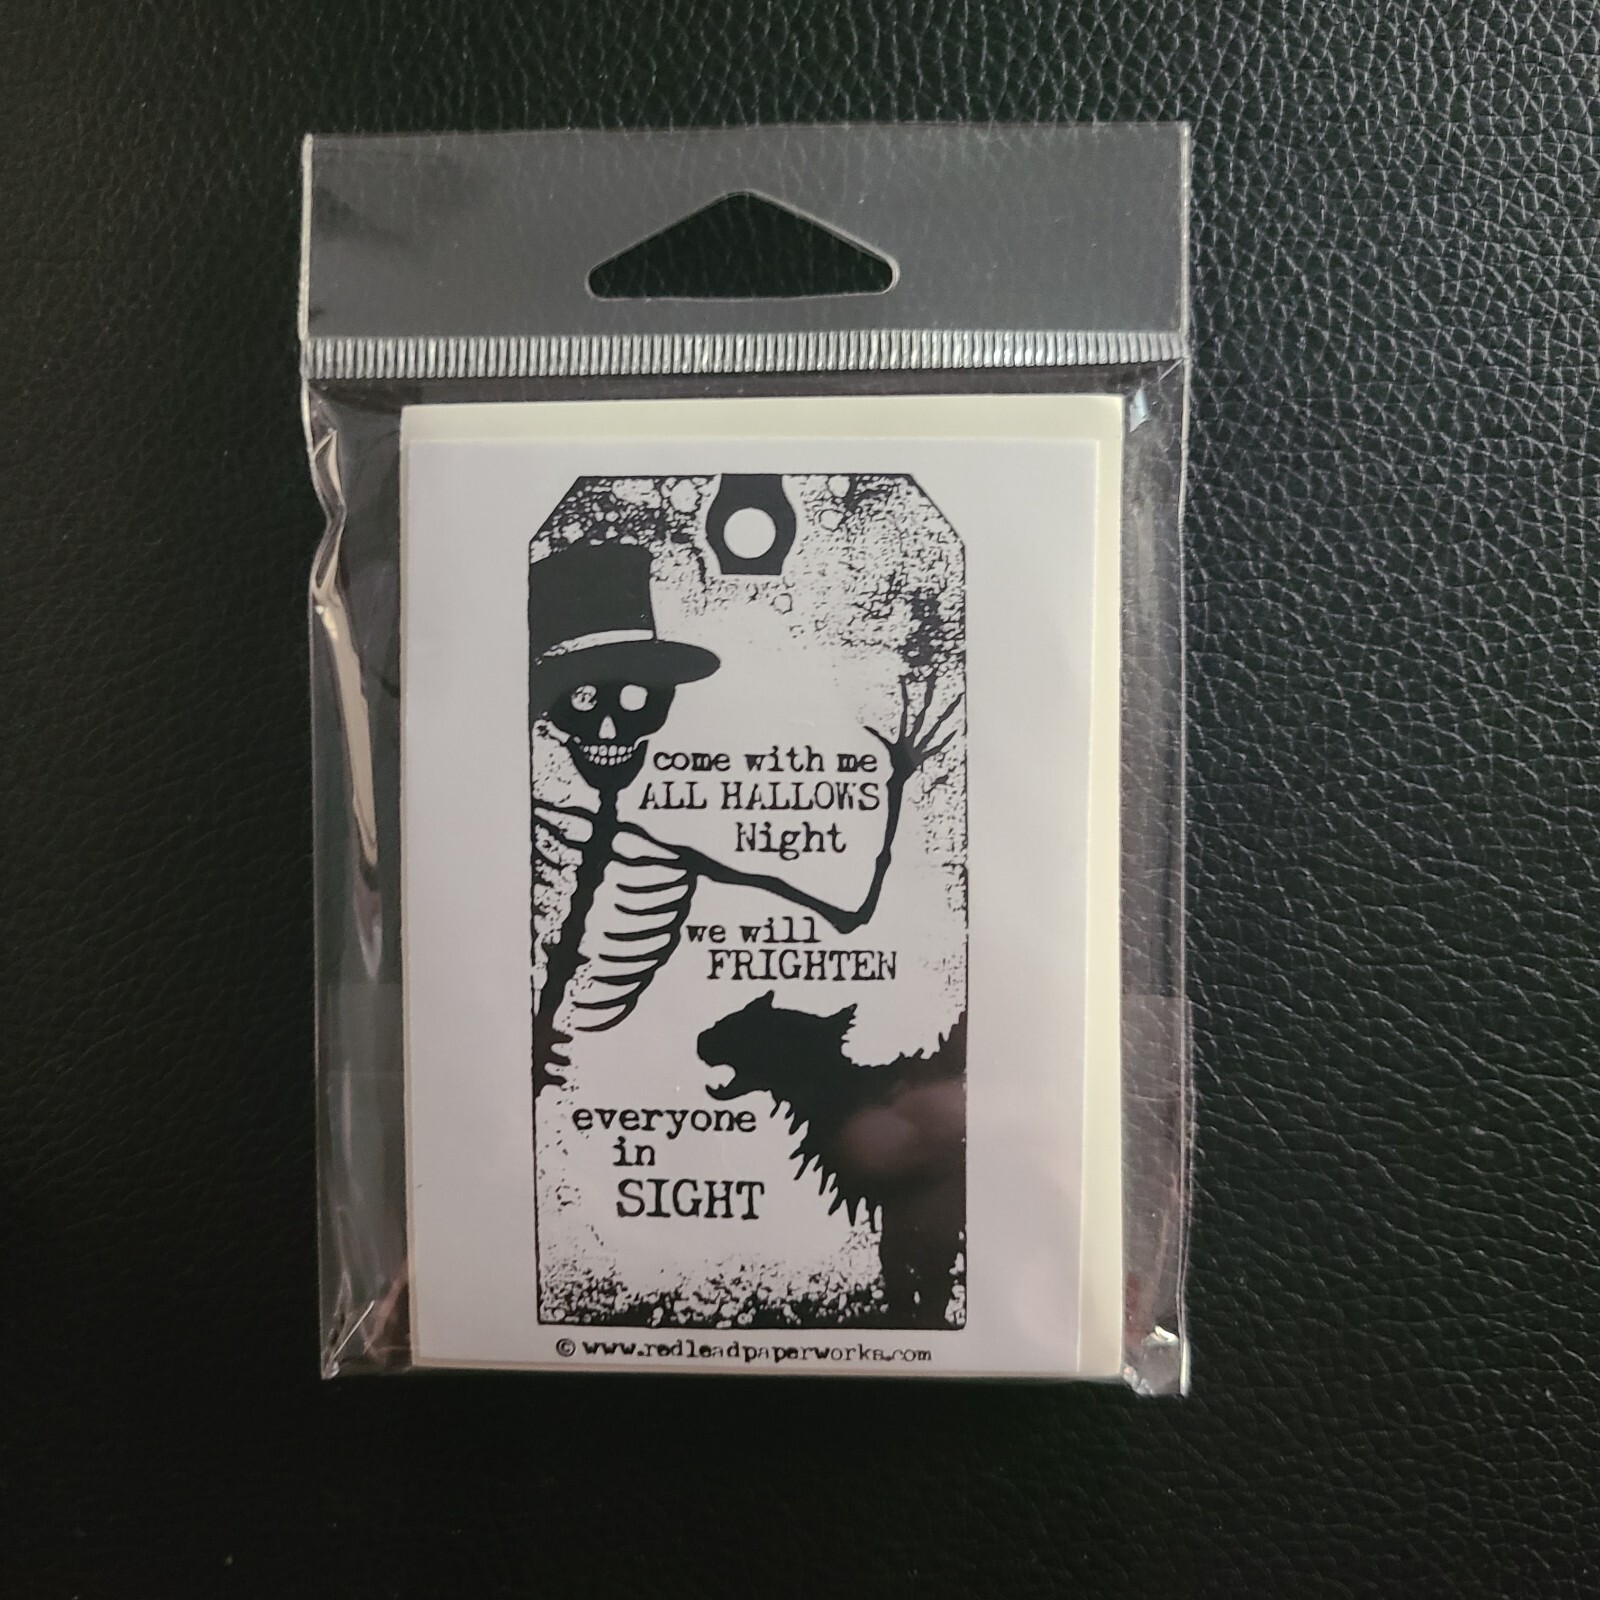 come with me
ALL HALLOWS
Night
we will
FRIGHTEN
everyone
in
SIGHT
© www.redleadpaperworks.com